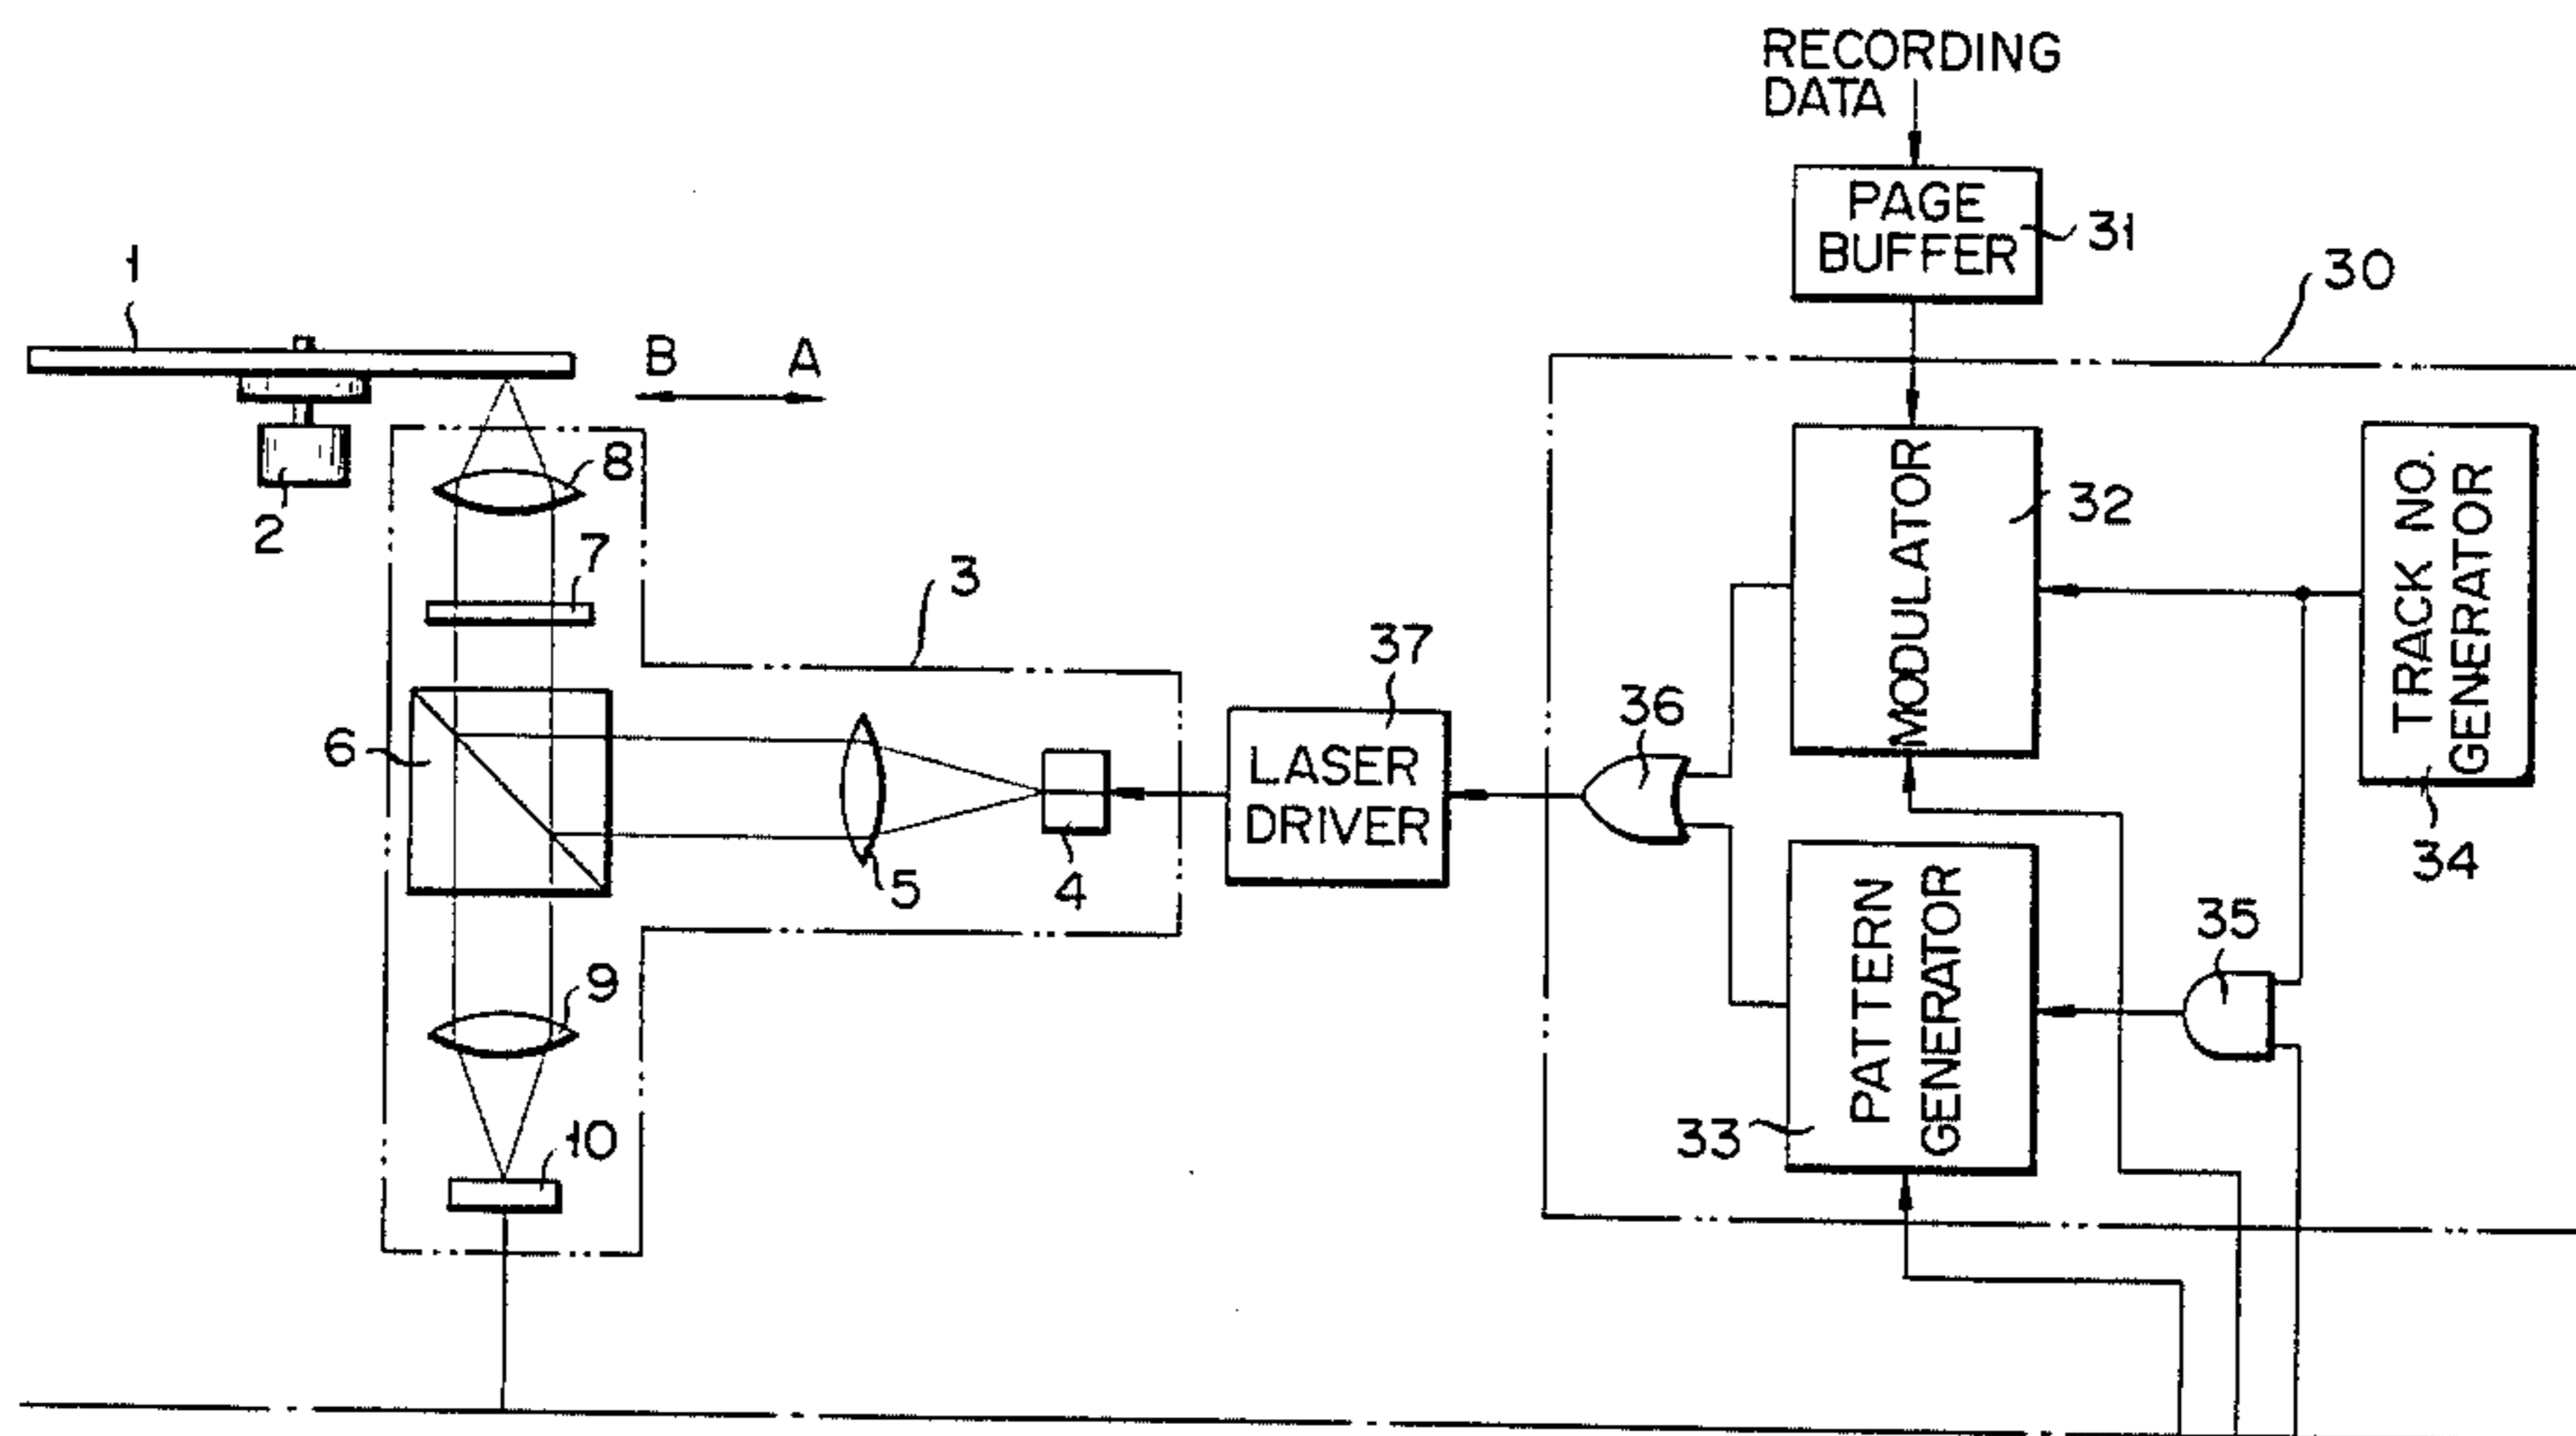 RECORDING
DATA
PAGE
BUFFER
31
30
1
B
A
2
8
7
3
MODULATOR
32
TRACK NO.
GENERATOR
34
37
LASER
DRIVER
36
6
5
4
35
PATTERN
GENERATOR
33
9
10